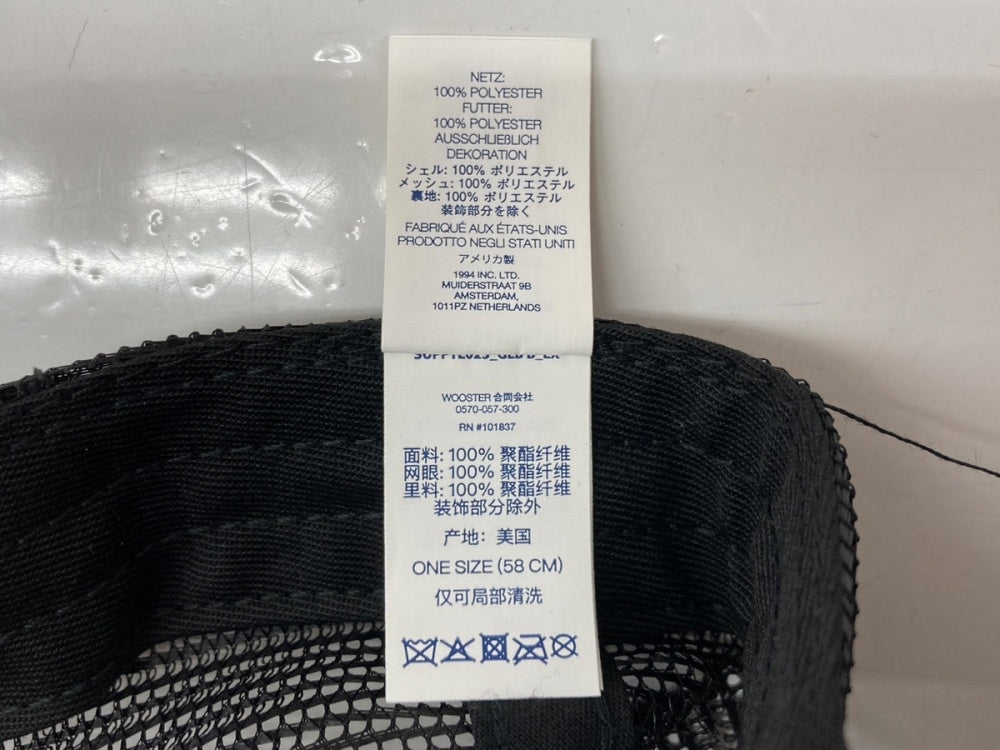 NETZ:
100% POLYESTER
FUTTER:
100% POLYESTER
AUSSCHLIEßLICH
DEKORATION
シェル: 100% ポリエステル
メッシュ: 100% ポリエステル
裏地: 100% ポリエステル
装飾部分を除く
FABRIQUÉ AUX ÉTATS-UNIS
PRODOTTO NEGLI STATI UNITI
アメリカ製
1994 INC. LTD.
MUIDERSTRAAT 9B
AMSTERDAM,
1011PZ NETHERLANDS
WOOSTER 合同会社
0570-057-300
RN #101837
面料: 100% 聚酯纤维
网眼: 100% 聚酯纤维
里料: 100% 聚酯纤维
装饰部分除外
产地: 美国
ONE SIZE (58 CM)
仅可局部清洗